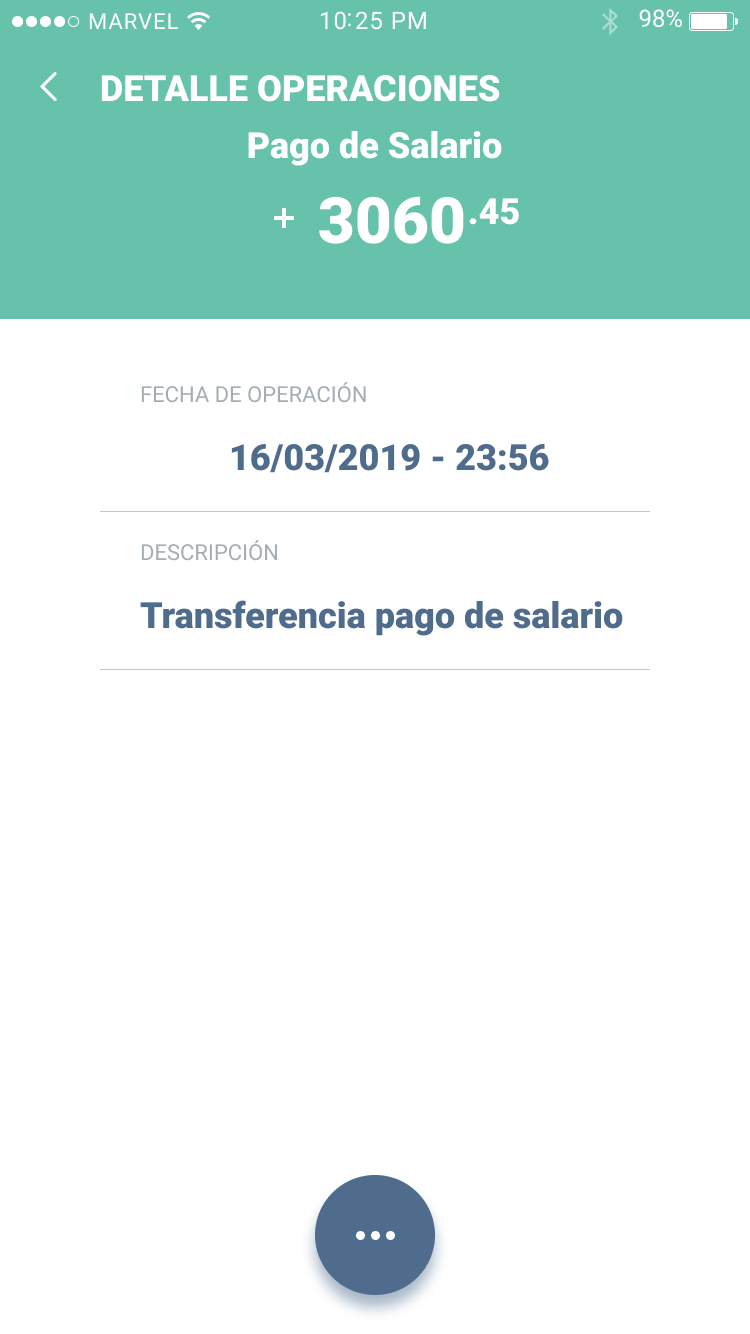 MARVEL 10:25 PM 98%
DETALLE OPERACIONES
Pago de Salario
+ 3060.45
FECHA DE OPERACIÓN
16/03/2019 - 23:56
DESCRIPCIÓN
Transferencia pago de salario